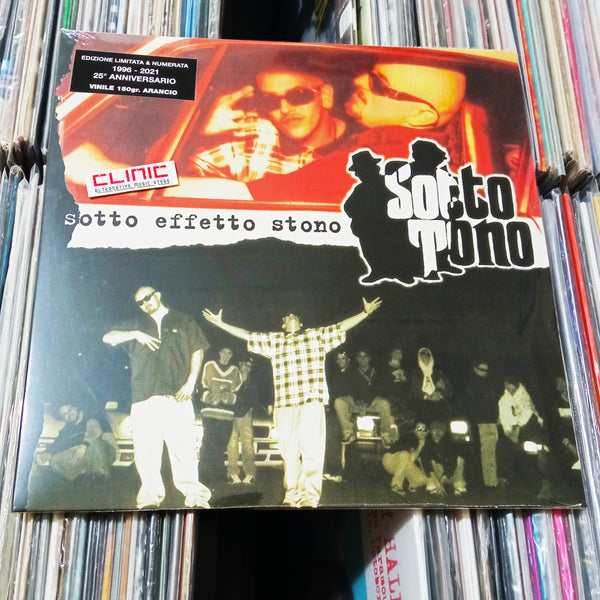 EDIZIONE LIMITATA & NUMERATA
1996 - 2021
25° ANNIVERSARIO
VINILE 180gr. ARANCIO
CLINIC
ALTERNATIVE MUSIC STORE
sotto effetto stono
Sotto
Tono
HALL